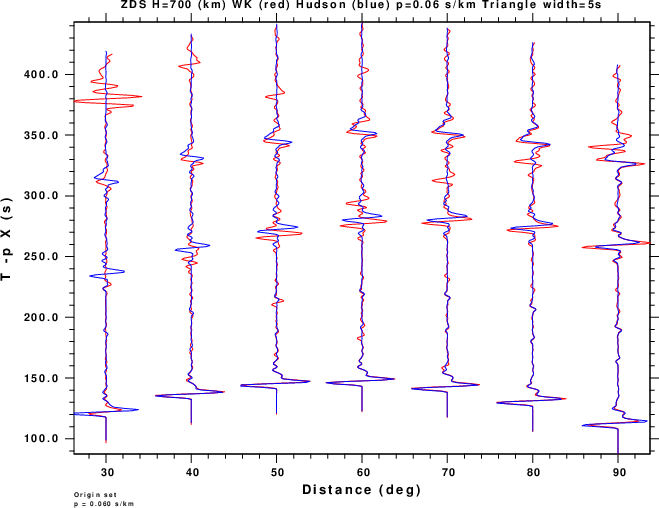 ZDS H=700 (km) WK (red) Hudson (blue) p=0.06 s/km Triangle width=5s
400.0
350.0
300.0
250.0
200.0
150.0
100.0
T -p X (s)
30 40 50 60 70 80 90
Distance (deg)
Origin set
p = 0.060 s/km